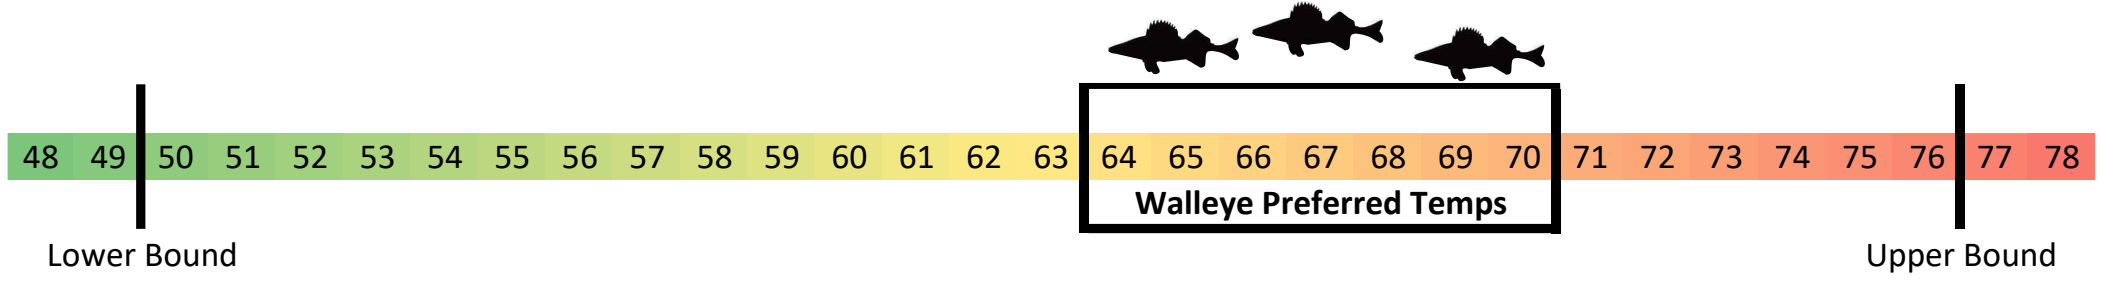 48 49 50 51 52 53 54 55 56 57 58 59 60 61 62 63 64 65 66 67 68 69 70 71 72 73 74 75 76 77 78
Walleye Preferred Temps
Lower Bound
Upper Bound